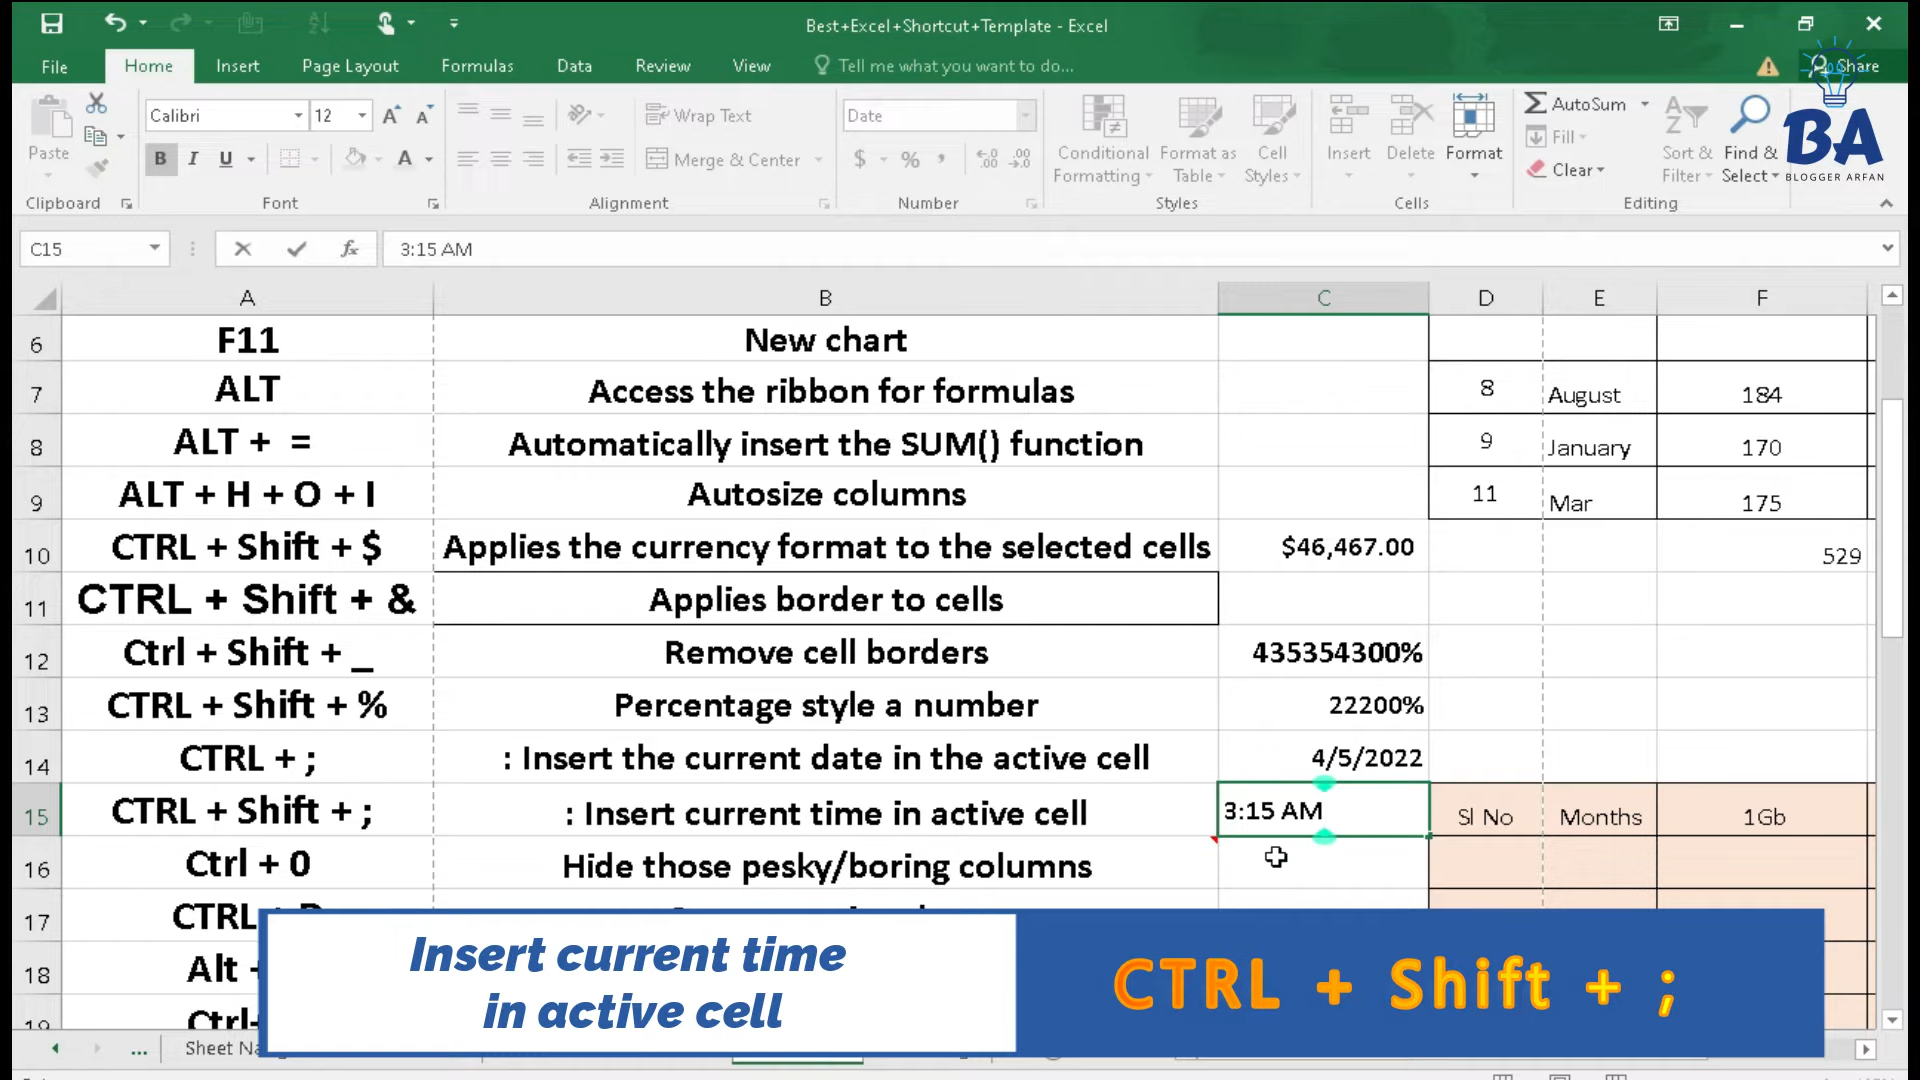 Best+Excel+Shortcut+Template - Excel
File Home Insert Page Layout Formulas Data Review View Tell me what you want to do... Share
Calibri 12 Wrap Text Date AutoSum
Paste B I U A Merge & Center $ % Conditional Formatting Format as Table Cell Styles Insert Delete Format Fill Clear Sort & Filter Find & Select
BA
BLOGGER ARFAN
Clipboard Font Alignment Number Styles Cells Editing
C15 fx 3:15 AM
A B C D E F
6 F11 New chart
7 ALT Access the ribbon for formulas 8 August 184
8 ALT + = Automatically insert the SUM() function 9 January 170
9 ALT + H + O + I Autosize columns 11 Mar 175
10 CTRL + Shift + $ Applies the currency format to the selected cells $46,467.00 529
11 CTRL + Shift + & Applies border to cells
12 Ctrl + Shift + _ Remove cell borders 435354300%
13 CTRL + Shift + % Percentage style a number 22200%
14 CTRL + ; : Insert the current date in the active cell 4/5/2022
15 CTRL + Shift + ; : Insert current time in active cell 3:15 AM Sl No Months 1Gb
16 Ctrl + 0 Hide those pesky/boring columns
17 CTRL
18 Alt
19 Ctrl
Insert current time
in active cell
CTRL + Shift + ;
... Sheet